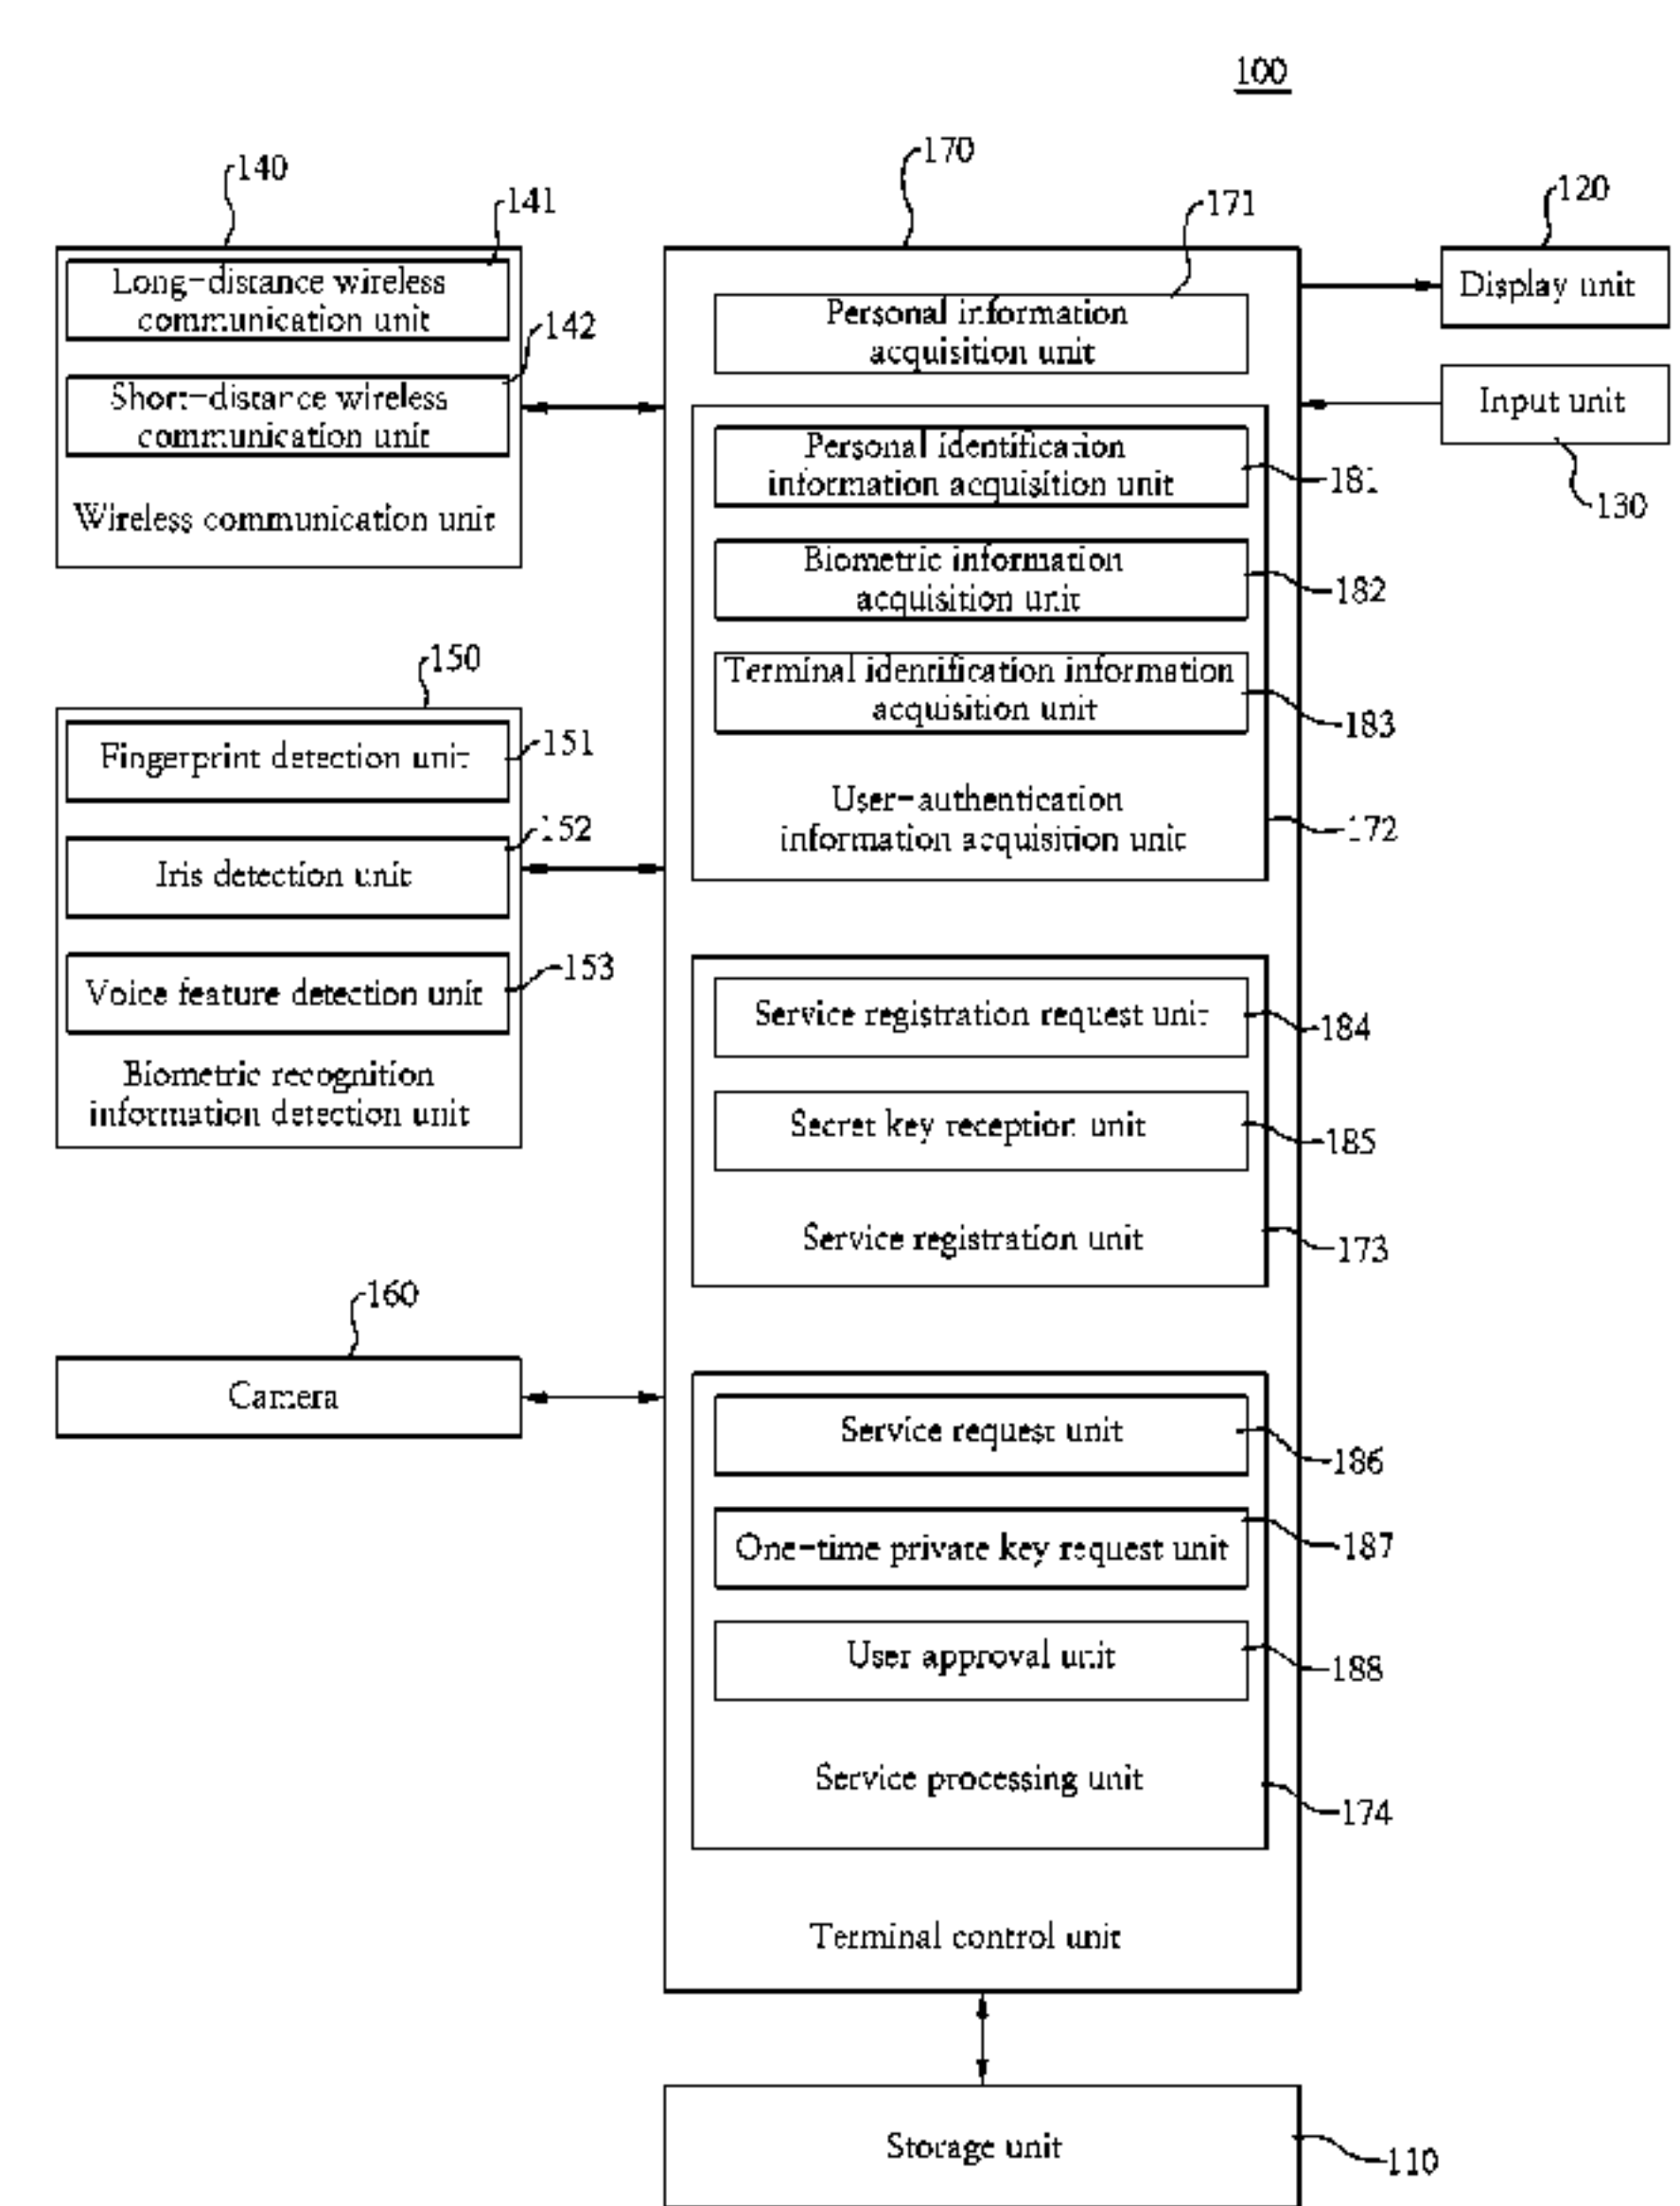 100
140
141
Long-distance wireless
communication unit
142
Short-distance wireless
communication unit
Wireless communication unit
150
Fingerprint detection unit
151
152
Iris detection unit
153
Voice feature detection unit
Biometric recognition
information detection unit
160
Camera
170
171
Personal information
acquisition unit
Personal identification
information acquisition unit
181
Biometric information
acquisition unit
182
Terminal identification information
acquisition unit
183
User-authentication
information acquisition unit
172
Service registration request unit
184
Secret key reception unit
185
Service registration unit
173
Service request unit
186
One-time private key request unit
187
User approval unit
188
Service processing unit
174
Terminal control unit
120
Display unit
Input unit
130
Storage unit
110